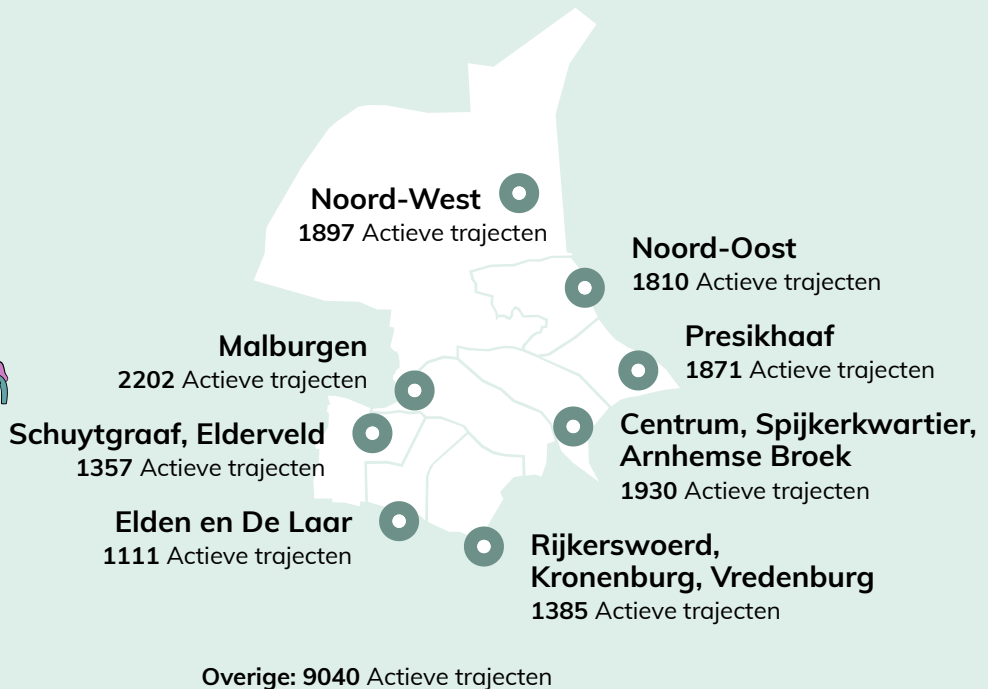 Noord-West
1897 Actieve trajecten
Noord-Oost
1810 Actieve trajecten
Presikhaaf
1871 Actieve trajecten
Malburgen
2202 Actieve trajecten
Schuytgraaf, Elderveld
1357 Actieve trajecten
Centrum, Spijkerkwartier,
Arnhemse Broek
1930 Actieve trajecten
Elden en De Laar
1111 Actieve trajecten
Rijkerswoerd,
Kronenburg, Vredenburg
1385 Actieve trajecten
Overige: 9040 Actieve trajecten